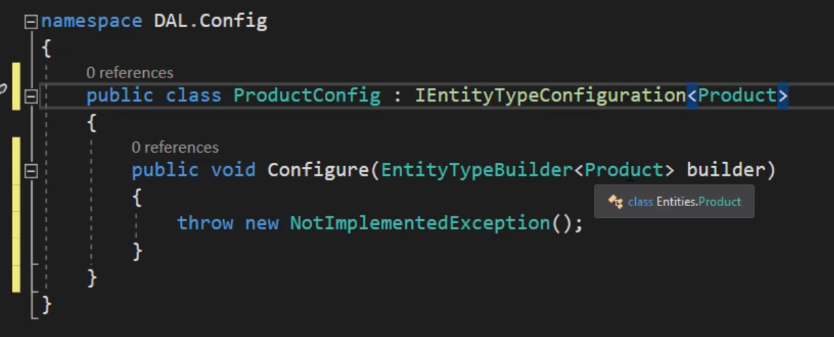 namespace DAL.Config
{
0 references
public class ProductConfig : IEntityTypeConfiguration<Product>
{
0 references
public void Configure(EntityTypeBuilder<Product> builder)
{
class Entities.Product
throw new NotImplementedException();
}
}
}